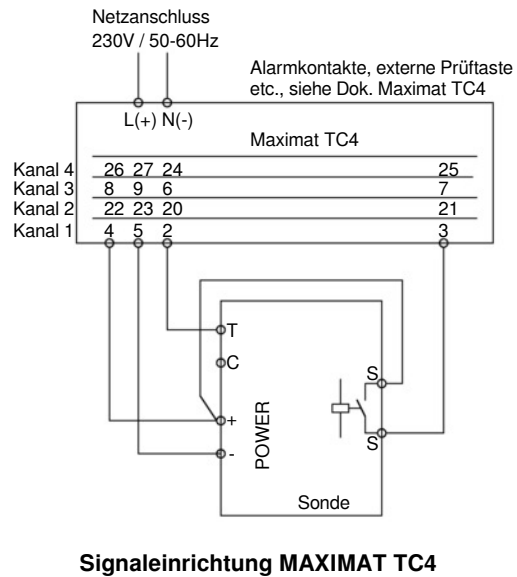 Netzanschluss
230V / 50-60Hz
Alarmkontakte, externe Prüftaste
etc., siehe Dok. Maximat TC4
L(+) N(-)
Maximat TC4
Kanal 4 26 27 24 25
Kanal 3 8 9 6 7
Kanal 2 22 23 20 21
Kanal 1 4 5 2 3
T
C
S
+
POWER
S
-
Sonde
Signaleinrichtung MAXIMAT TC4